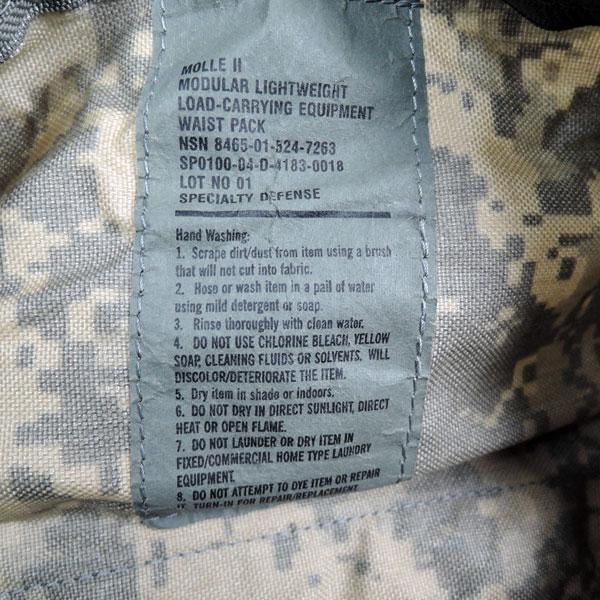 MOLLE II
MODULAR LIGHTWEIGHT
LOAD-CARRYING EQUIPMENT
WAIST PACK
NSN 8465-01-524-7263
SP0100-04-D-4183-0018
LOT NO 01
SPECIALTY DEFENSE
Hand Washing:
1. Scrape dirt/dust from item using a brush
that will not cut into fabric.
2. Hose or wash item in a pail of water
using mild detergent or soap.
3. Rinse thoroughly with clean water.
4. DO NOT USE CHLORINE BLEACH, YELLOW
SOAP, CLEANING FLUIDS OR SOLVENTS. WILL
DISCOLOR/DETERIORATE THE ITEM.
5. Dry item in shade or indoors.
6. DO NOT DRY IN DIRECT SUNLIGHT, DIRECT
HEAT OR OPEN FLAME.
7. DO NOT LAUNDER OR DRY ITEM IN
FIXED/COMMERCIAL HOME TYPE LAUNDRY
EQUIPMENT.
8. DO NOT ATTEMPT TO DYE ITEM OR REPAIR
IT. TURN-IN FOR REPAIR/REPLACEMENT